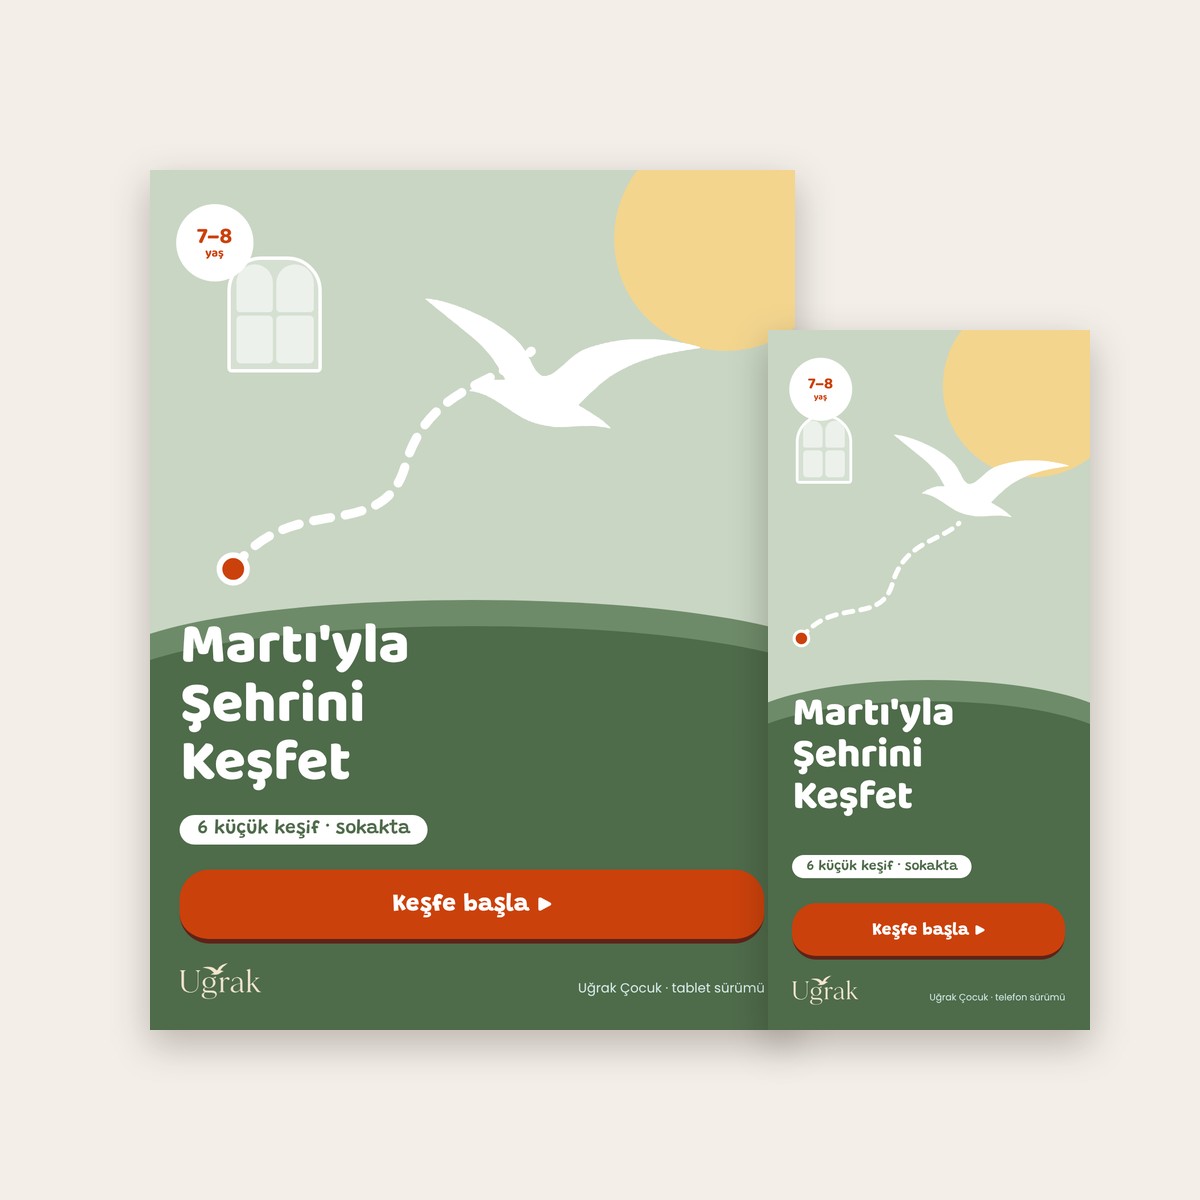 7–8
yaş
Martı'yla
Şehrini
Keşfet
6 küçük keşif · sokakta
Keşfe başla
Uğrak
Uğrak Çocuk · tablet sürümü
7–8
yaş
Martı'yla
Şehrini
Keşfet
6 küçük keşif · sokakta
Keşfe başla
Uğrak
Uğrak Çocuk · telefon sürümü